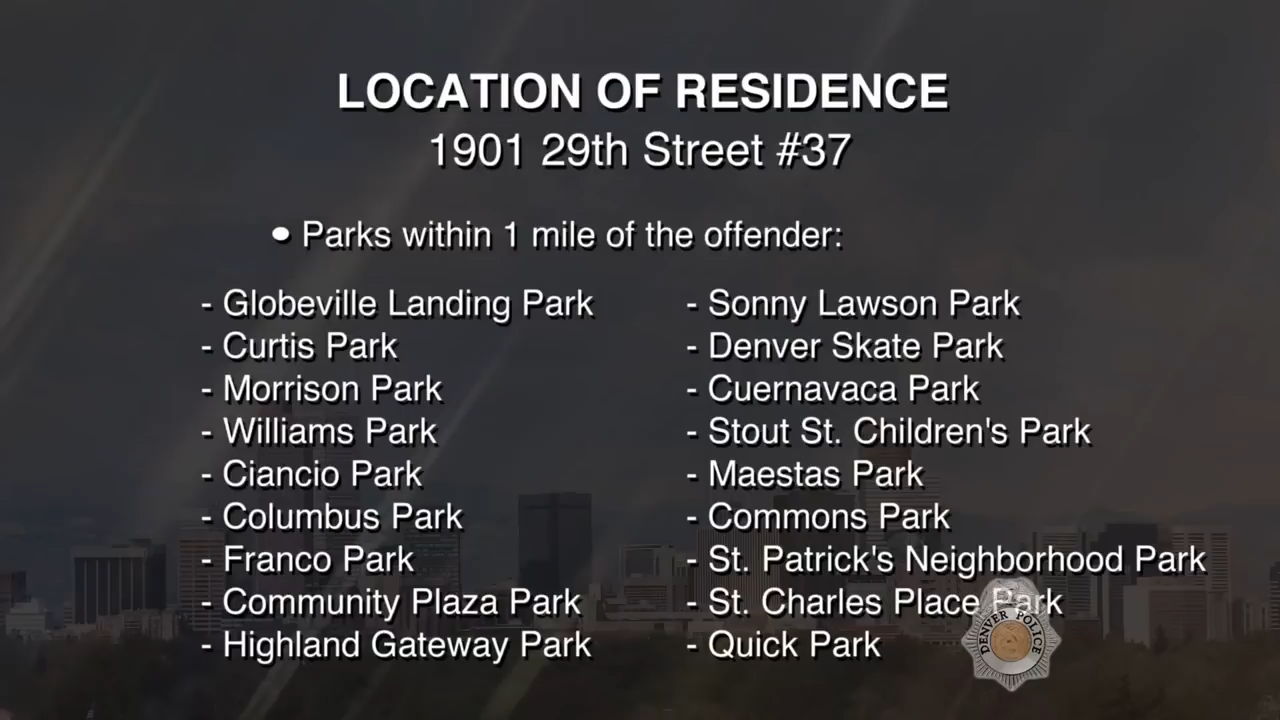 LOCATION OF RESIDENCE
1901 29th Street #37
• Parks within 1 mile of the offender:
- Globeville Landing Park
- Curtis Park
- Morrison Park
- Williams Park
- Ciancio Park
- Columbus Park
- Franco Park
- Community Plaza Park
- Highland Gateway Park
- Sonny Lawson Park
- Denver Skate Park
- Cuernavaca Park
- Stout St. Children's Park
- Maestas Park
- Commons Park
- St. Patrick's Neighborhood Park
- St. Charles Place Park
- Quick Park
DENVER POLICE